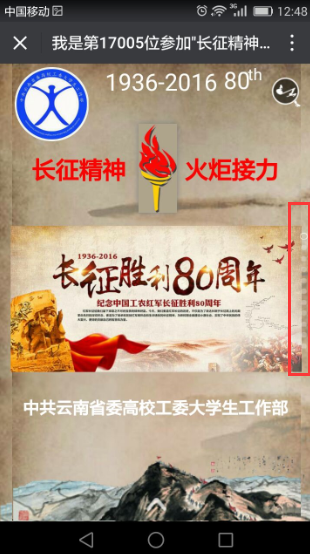 中国移动
3G
12:48
我是第17005位参加"长征精神...
1936-2016 80th
长征精神
火炬接力
1936-2016
长征胜利80周年
纪念中国工农红军长征胜利80周年
中共云南省委高校工委大学生工作部